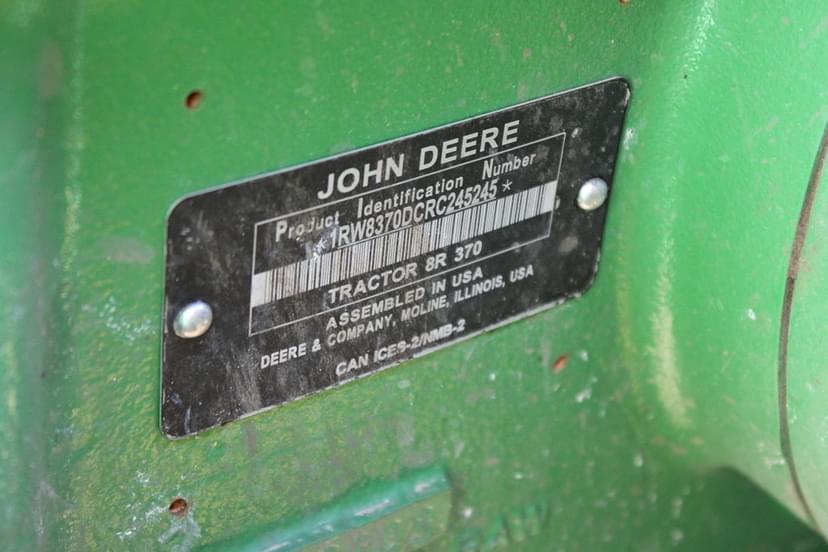 JOHN DEERE
Product Identification Number
*1RW8370DCRC245245*
TRACTOR 8R 370
ASSEMBLED IN USA
DEERE & COMPANY, MOLINE, ILLINOIS, USA
CAN ICES-2/NMB-2